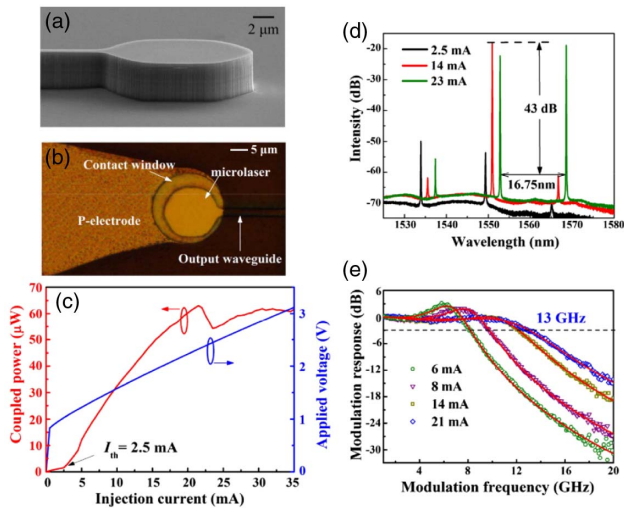 (a)
2 μm
(b)
5 μm
Contact window
microlaser
P-electrode
Output waveguide
(c)
Coupled power (μW)
70
60
50
40
30
20
10
0
I_th = 2.5 mA
0 5 10 15 20 25 30 35
Injection current (mA)
3
2
1
0
Applied voltage (V)
(d)
2.5 mA
14 mA
23 mA
43 dB
16.75nm
Intensity (dB)
-20
-30
-40
-50
-60
-70
1530 1540 1550 1560 1570 1580
Wavelength (nm)
(e)
13 GHz
6 mA
8 mA
14 mA
21 mA
Modulation response (dB)
6
0
-6
-12
-18
-24
-30
4 8 12 16 20
Modulation frequency (GHz)